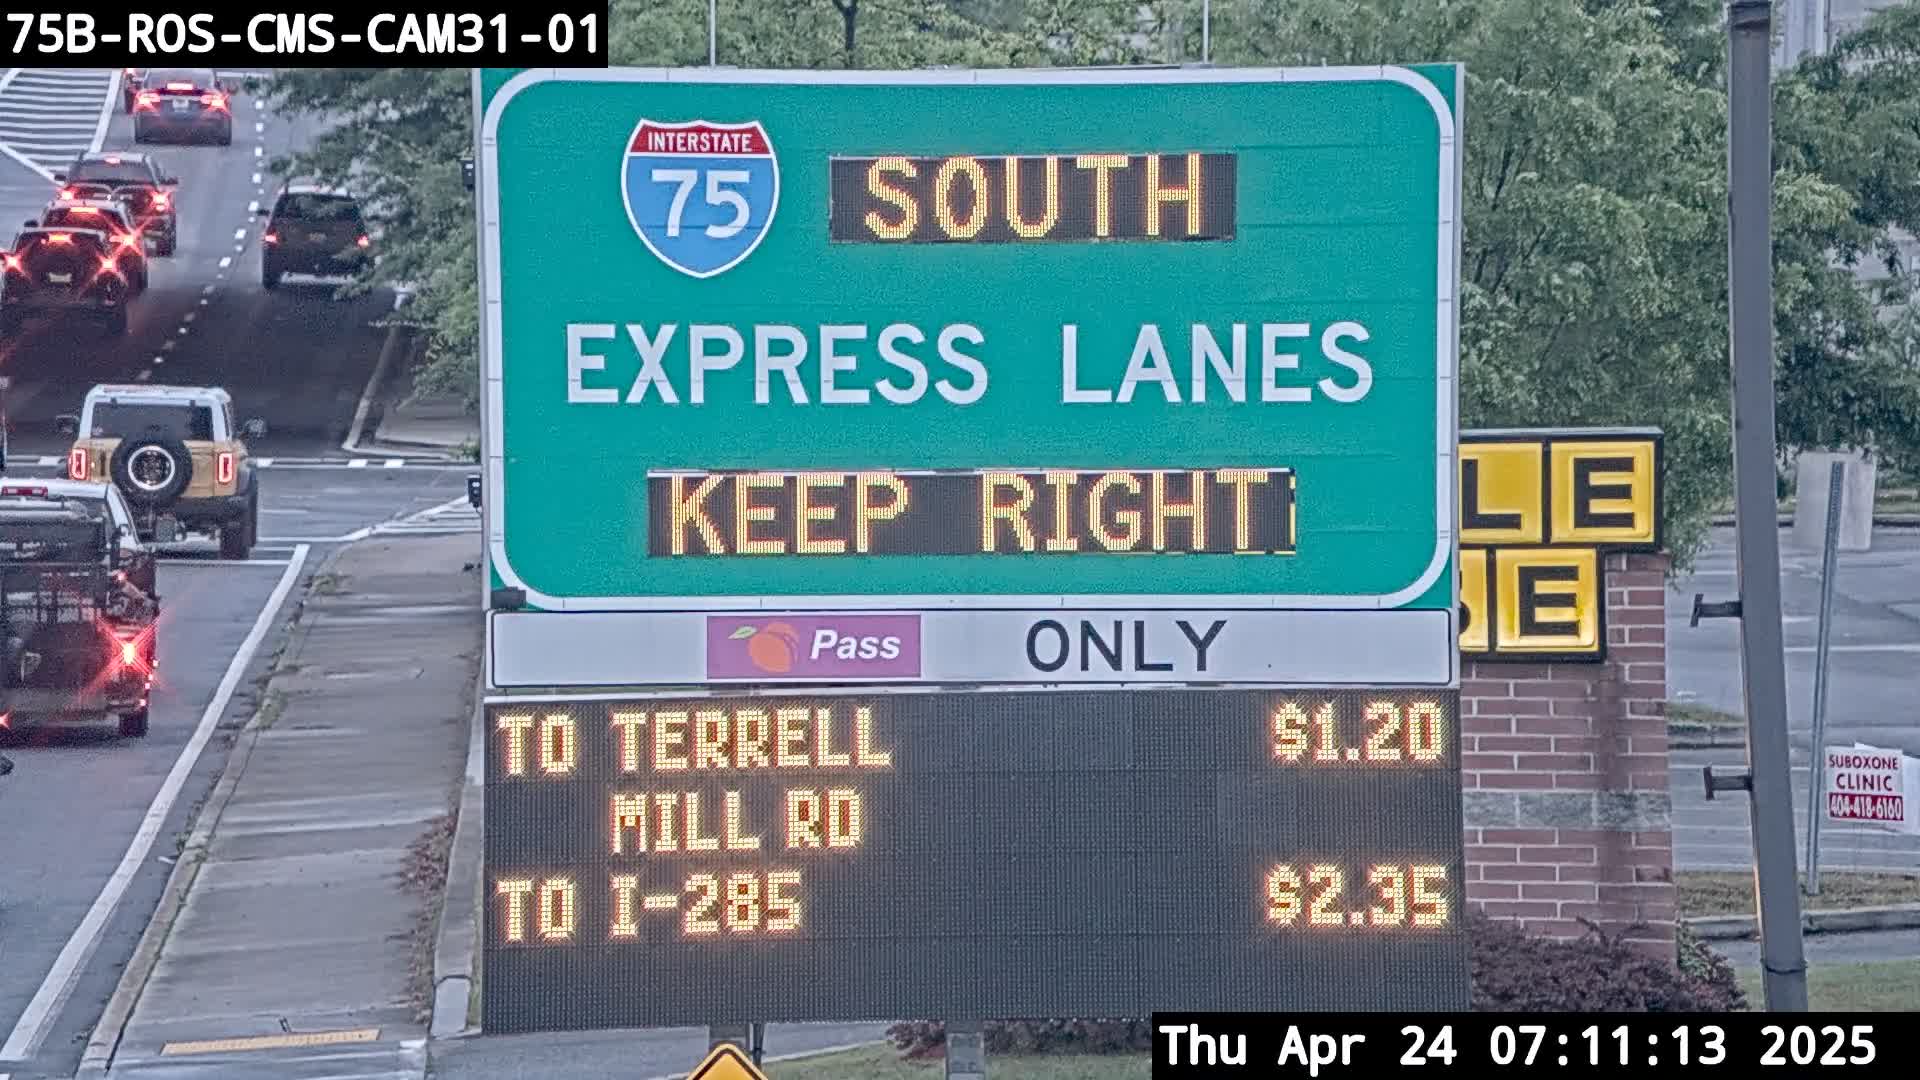 75B-ROS-CMS-CAM31-01
INTERSTATE
75
SOUTH
EXPRESS LANES
KEEP RIGHT
Pass ONLY
TO TERRELL $1.20
MILL RD
TO I-285 $2.35
LE
E
SUBOXONE
CLINIC
404-418-6160
Thu Apr 24 07:11:13 2025